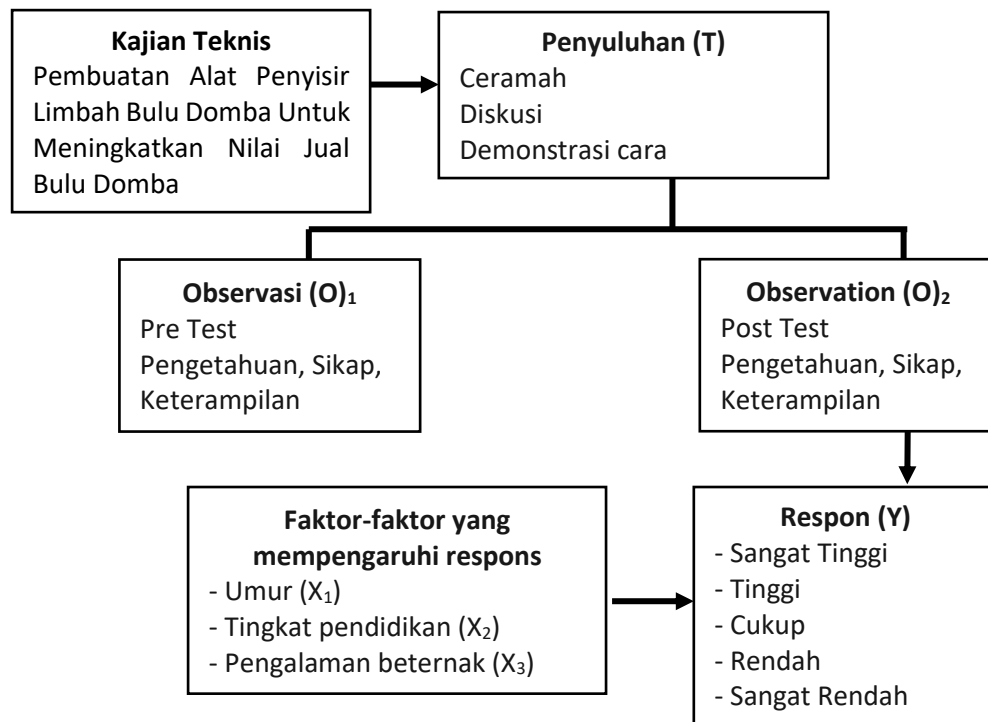 Kajian Teknis
Pembuatan Alat Penyisir
Limbah Bulu Domba Untuk
Meningkatkan Nilai Jual
Bulu Domba
Penyuluhan (T)
Ceramah
Diskusi
Demonstrasi cara
Observasi (O)₁
Pre Test
Pengetahuan, Sikap,
Keterampilan
Observation (O)₂
Post Test
Pengetahuan, Sikap,
Keterampilan
Faktor-faktor yang
mempengaruhi respons
- Umur (X₁)
- Tingkat pendidikan (X₂)
- Pengalaman beternak (X₃)
Respon (Y)
- Sangat Tinggi
- Tinggi
- Cukup
- Rendah
- Sangat Rendah